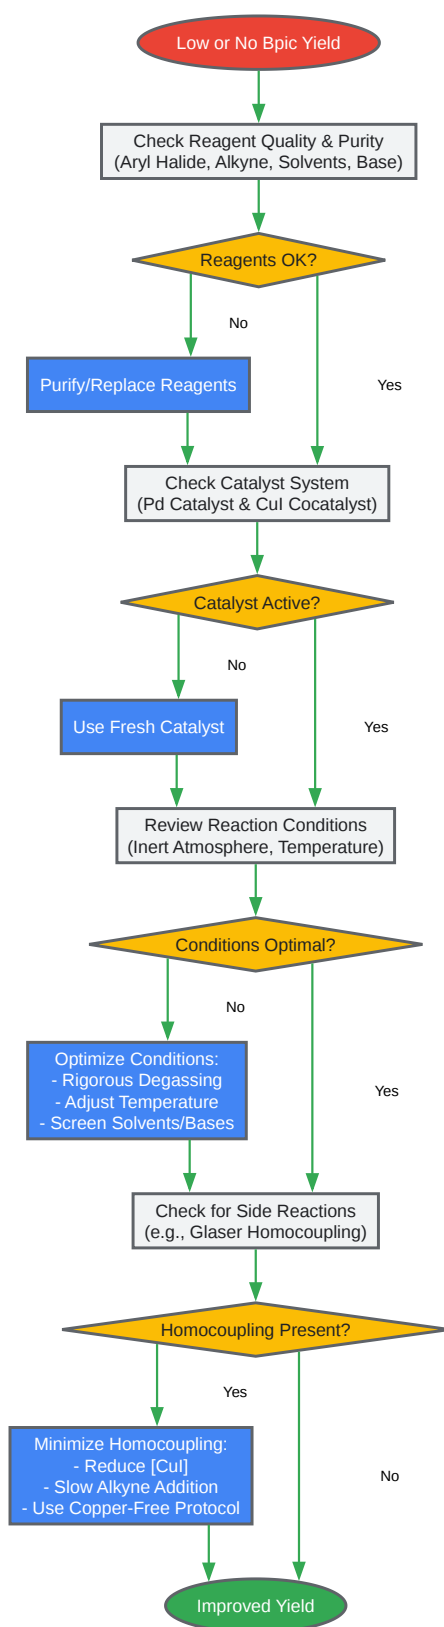 Low or No Bpic Yield
Check Reagent Quality & Purity
(Aryl Halide, Alkyne, Solvents, Base)
Reagents OK?
No
Purify/Replace Reagents
Yes
Check Catalyst System
(Pd Catalyst & CuI Cocatalyst)
Catalyst Active?
No
Use Fresh Catalyst
Yes
Review Reaction Conditions
(Inert Atmosphere, Temperature)
Conditions Optimal?
No
Optimize Conditions:
- Rigorous Degassing
- Adjust Temperature
- Screen Solvents/Bases
Yes
Check for Side Reactions
(e.g., Glaser Homocoupling)
Homocoupling Present?
Yes
Minimize Homocoupling:
- Reduce [CuI]
- Slow Alkyne Addition
- Use Copper-Free Protocol
No
Improved Yield